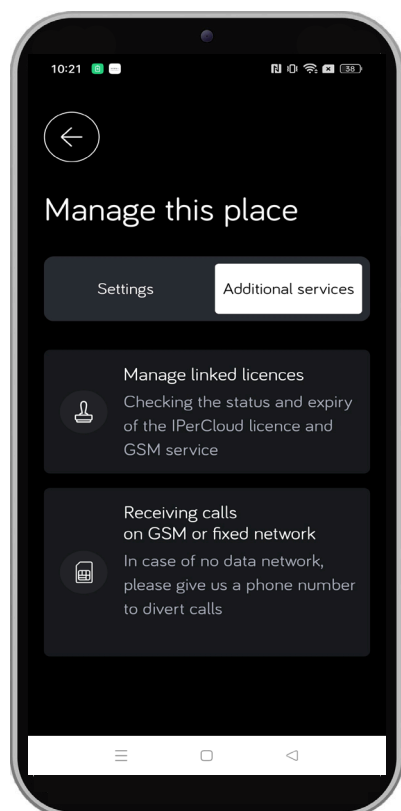 10:21
38
Manage this place
Settings
Additional services
Manage linked licences
Checking the status and expiry
of the IPerCloud licence and
GSM service
Receiving calls
on GSM or fixed network
In case of no data network,
please give us a phone number
to divert calls